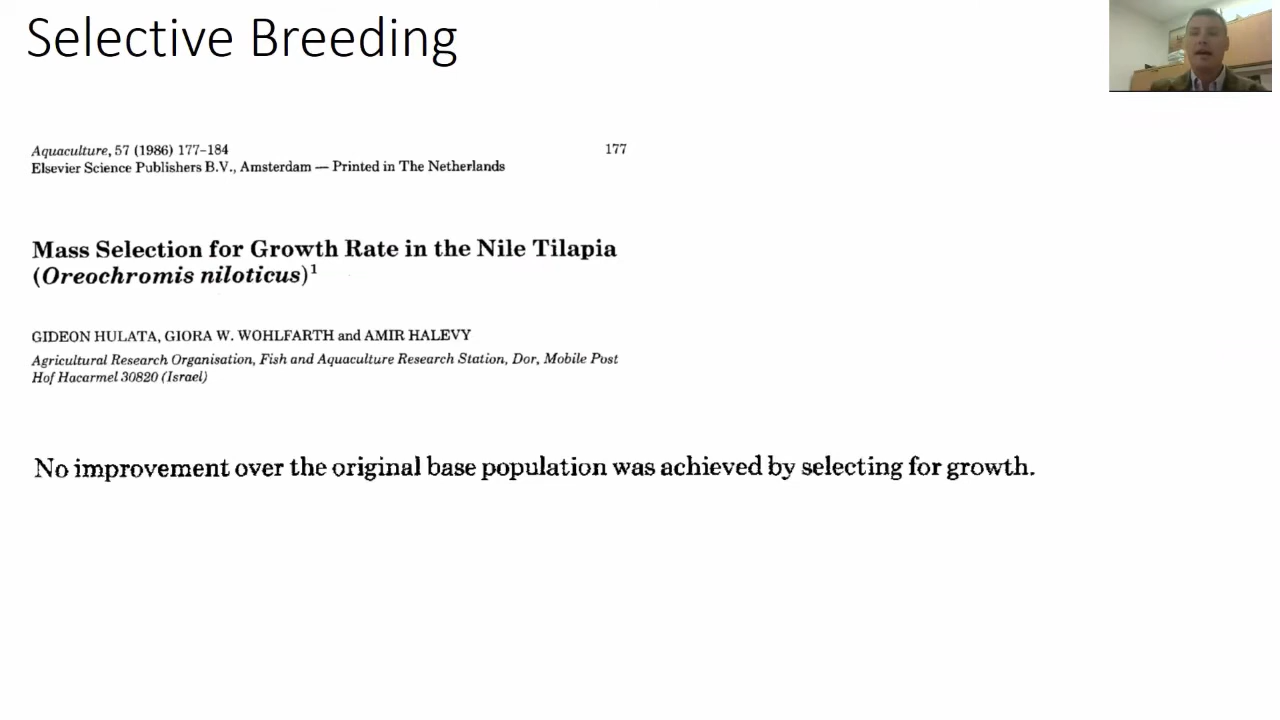 Selective Breeding
Aquaculture, 57 (1986) 177–184 177
Elsevier Science Publishers B.V., Amsterdam — Printed in The Netherlands
Mass Selection for Growth Rate in the Nile Tilapia
(Oreochromis niloticus)¹
GIDEON HULATA, GIORA W. WOHLFARTH and AMIR HALEVY
Agricultural Research Organisation, Fish and Aquaculture Research Station, Dor, Mobile Post
Hof Hacarmel 30820 (Israel)
No improvement over the original base population was achieved by selecting for growth.